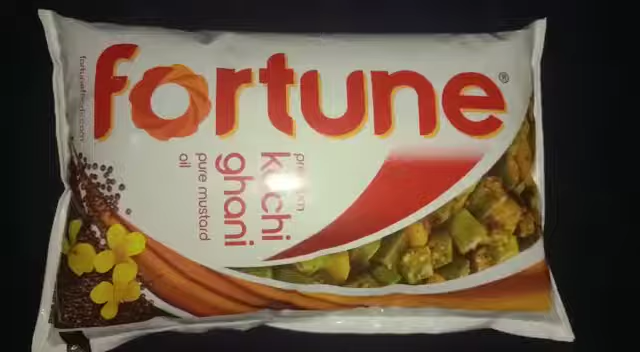 fortune®
premium
kachi
ghani
pure mustard
oil